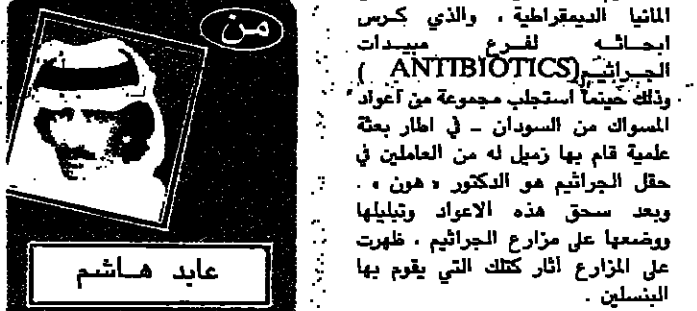 المانيا الديمقراطية ، والذي كرس
ابحاثه لفرع مبيدات
الجراثيم(ANTIBIOTICS )
وذلك حينما استجلب مجموعة من اعواد
المسواك من السودان ـ في اطار بعثة
علمية قام بها زميل له من العاملين في
حقل الجراثيم هو الدكتور « هون » .
وبعد سحق هذه الاعواد وتبليلها
ووضعها على مزارع الجراثيم ، ظهرت
على المزارع آثار كتلك التي يقوم بها
البنسلين .
من
عابد هـاشم